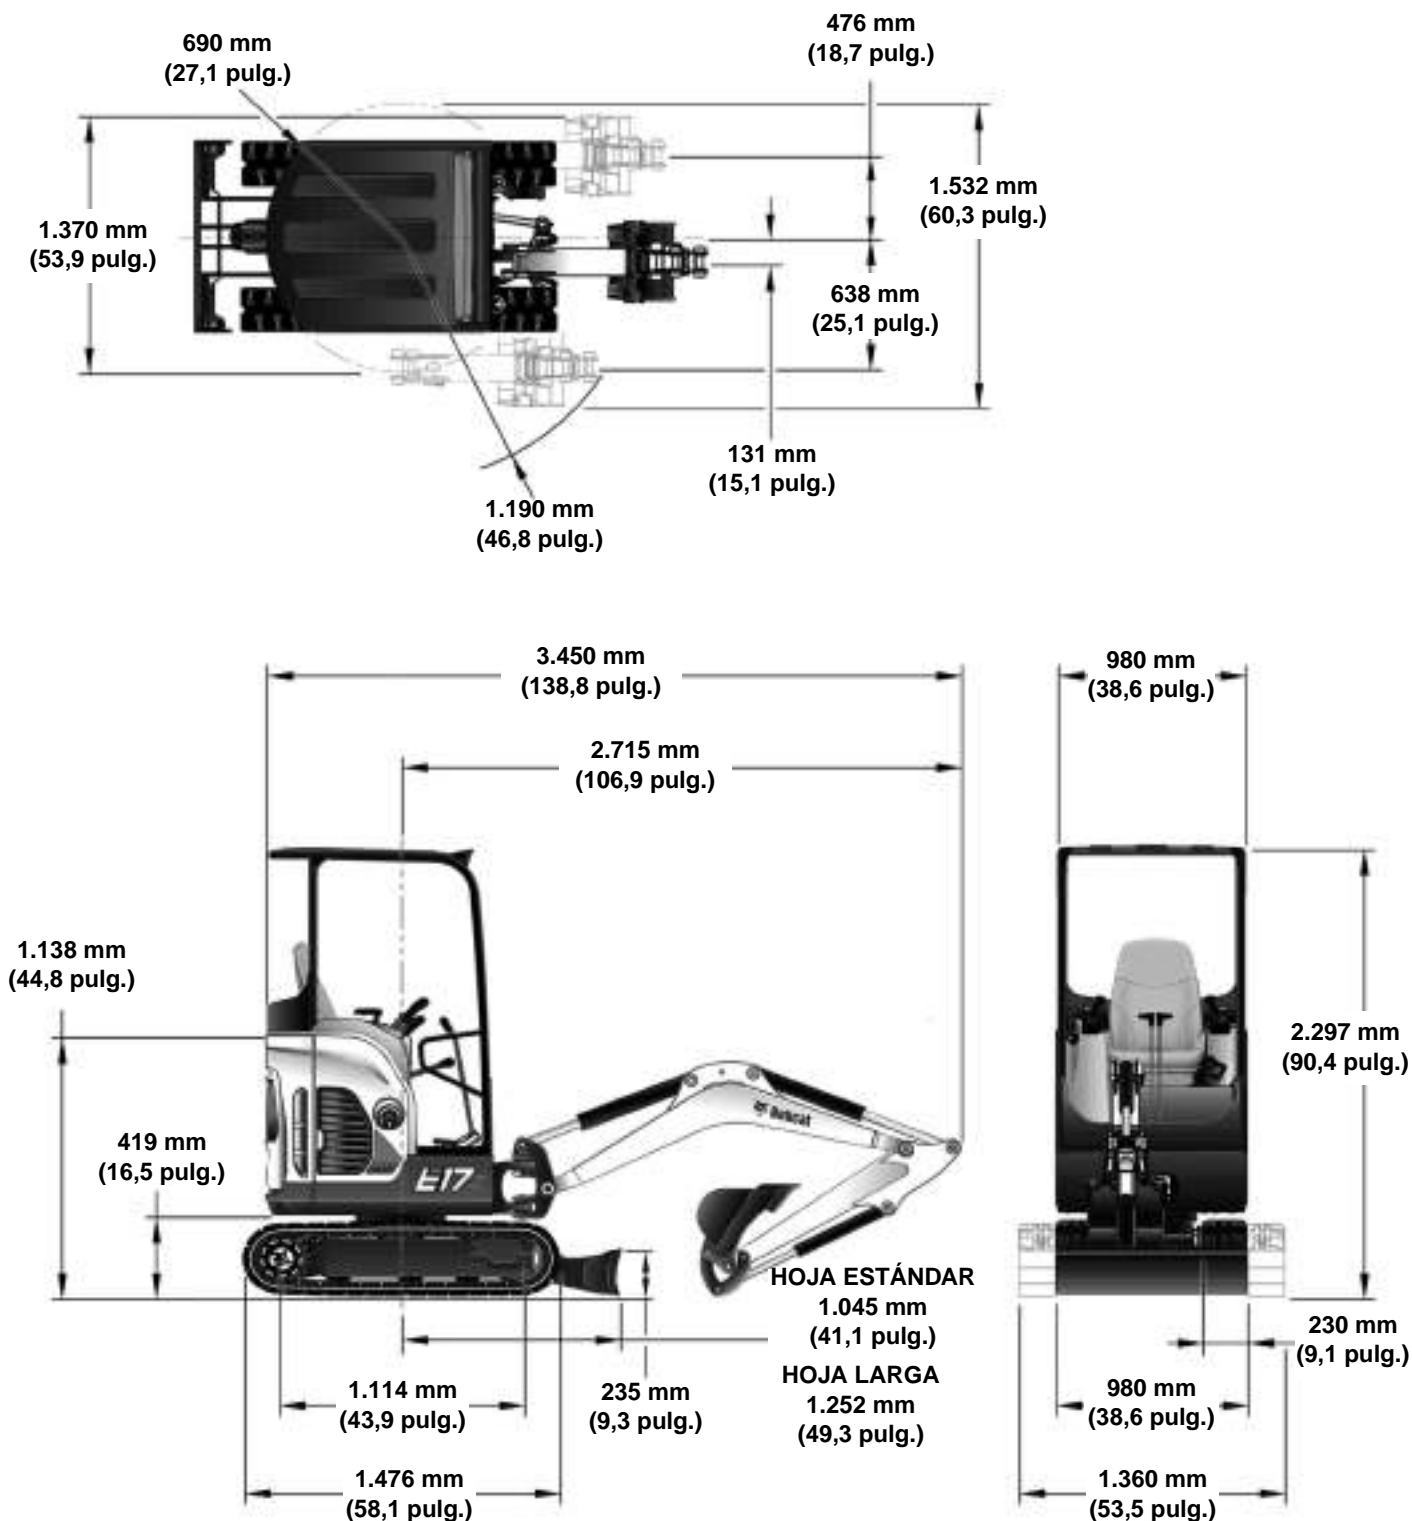 690 mm
(27,1 pulg.)
476 mm
(18,7 pulg.)
1.370 mm
(53,9 pulg.)
1.532 mm
(60,3 pulg.)
638 mm
(25,1 pulg.)
131 mm
(15,1 pulg.)
1.190 mm
(46,8 pulg.)
3.450 mm
(138,8 pulg.)
980 mm
(38,6 pulg.)
2.715 mm
(106,9 pulg.)
1.138 mm
(44,8 pulg.)
2.297 mm
(90,4 pulg.)
Bobcat
419 mm
(16,5 pulg.)
E17
HOJA ESTÁNDAR
1.045 mm
(41,1 pulg.)
HOJA LARGA
1.252 mm
(49,3 pulg.)
230 mm
(9,1 pulg.)
1.114 mm
(43,9 pulg.)
235 mm
(9,3 pulg.)
980 mm
(38,6 pulg.)
1.476 mm
(58,1 pulg.)
1.360 mm
(53,5 pulg.)